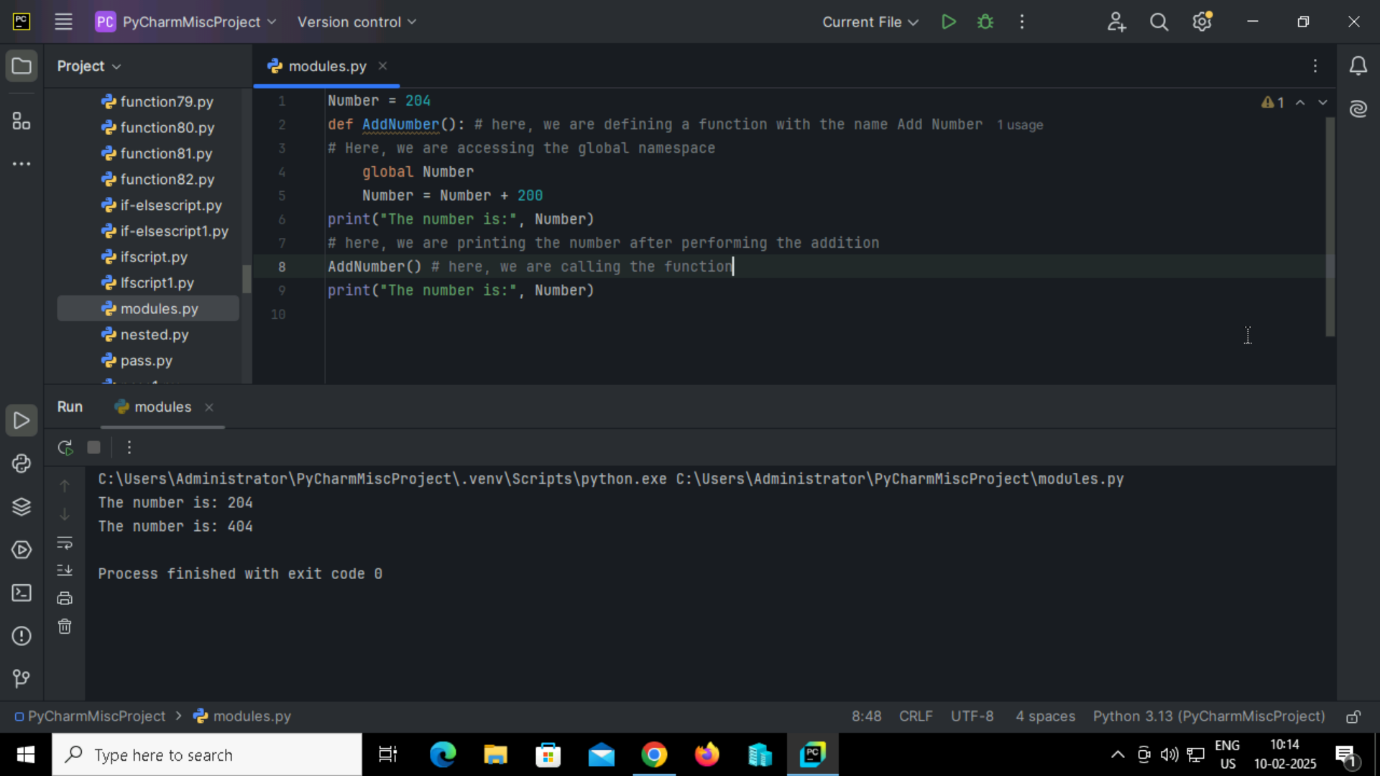 PC PC PyCharmMiscProject Version control Current File
Project modules.py
function79.py
function80.py
function81.py
function82.py
if-elsescript.py
if-elsescript1.py
ifscript.py
Ifscript1.py
modules.py
nested.py
pass.py
1 Number = 204
2 def AddNumber(): # here, we are defining a function with the name Add Number 1 usage
3 # Here, we are accessing the global namespace
4 global Number
5 Number = Number + 200
6 print("The number is:", Number)
7 # here, we are printing the number after performing the addition
8 AddNumber() # here, we are calling the function
9 print("The number is:", Number)
10
1
Run modules
C:\Users\Administrator\PyCharmMiscProject\.venv\Scripts\python.exe C:\Users\Administrator\PyCharmMiscProject\modules.py
The number is: 204
The number is: 404
Process finished with exit code 0
PyCharmMiscProject > modules.py 8:48 CRLF UTF-8 4 spaces Python 3.13 (PyCharmMiscProject)
Type here to search PC ENG US 10:14 10-02-2025 1